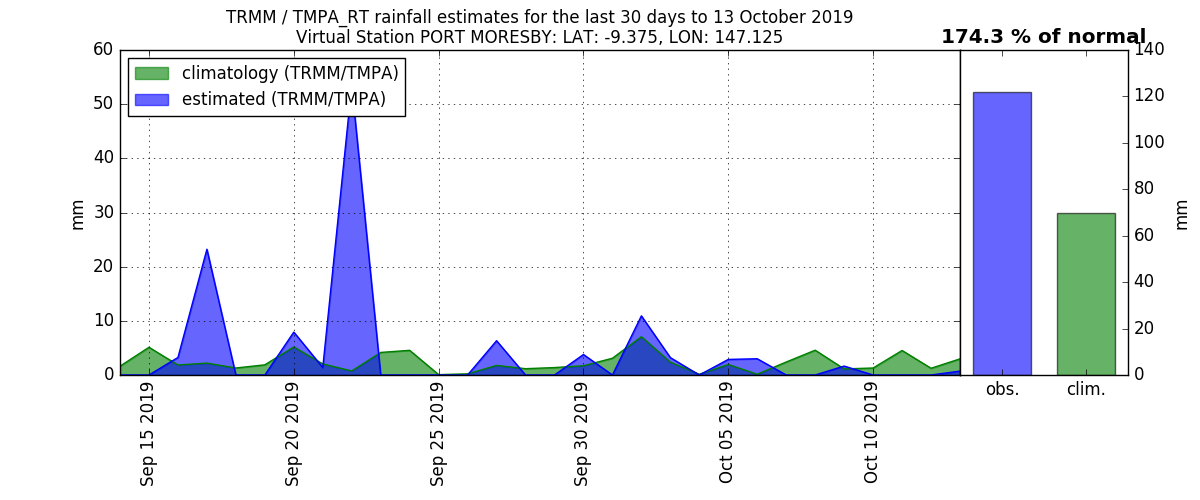 TRMM / TMPA_RT rainfall estimates for the last 30 days to 13 October 2019
Virtual Station PORT MORESBY: LAT: -9.375, LON: 147.125
174.3 % of normal
climatology (TRMM/TMPA)
estimated (TRMM/TMPA)
60
50
40
30
20
10
0
mm
Sep 15 2019
Sep 20 2019
Sep 25 2019
Sep 30 2019
Oct 05 2019
Oct 10 2019
140
120
100
80
60
40
20
0
mm
obs.
clim.